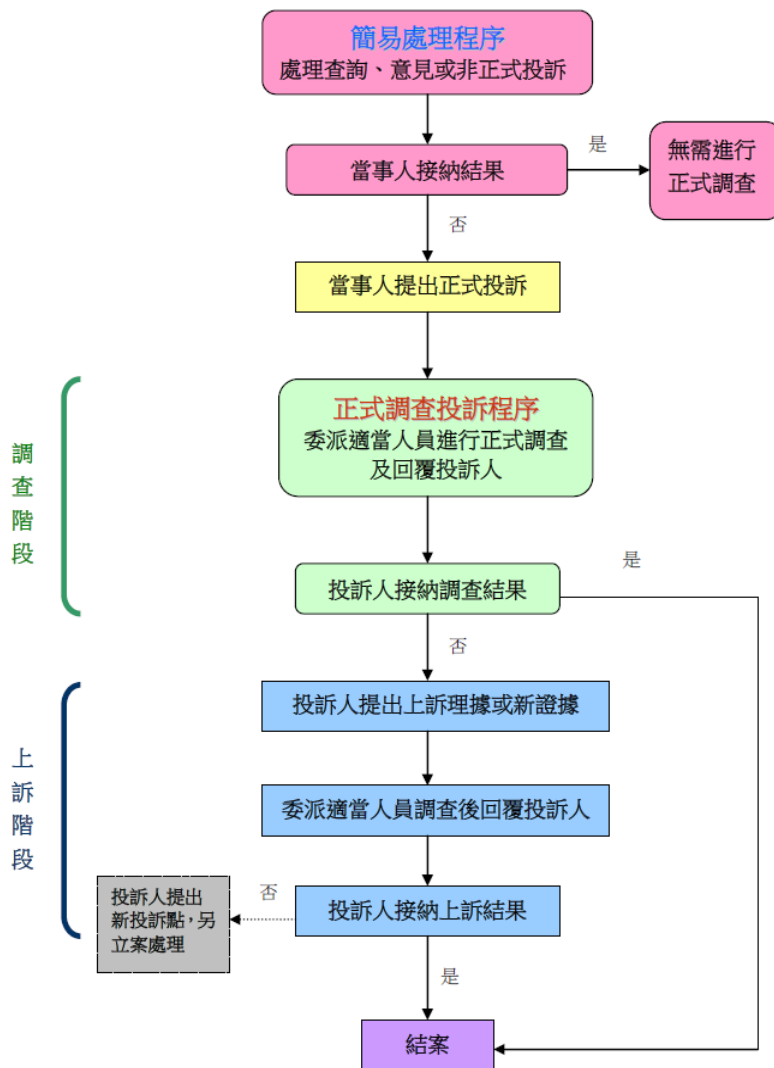 簡易處理程序
處理查詢、意見或非正式投訴
當事人接納結果
是
無需進行
正式調查
否
當事人提出正式投訴
調
查
階
段
正式調查投訴程序
委派適當人員進行正式調查
及回覆投訴人
投訴人接納調查結果
是
否
上
訴
階
段
投訴人提出上訴理據或新證據
委派適當人員調查後回覆投訴人
投訴人接納上訴結果
否
投訴人提出
新投訴點，另
立案處理
是
結案